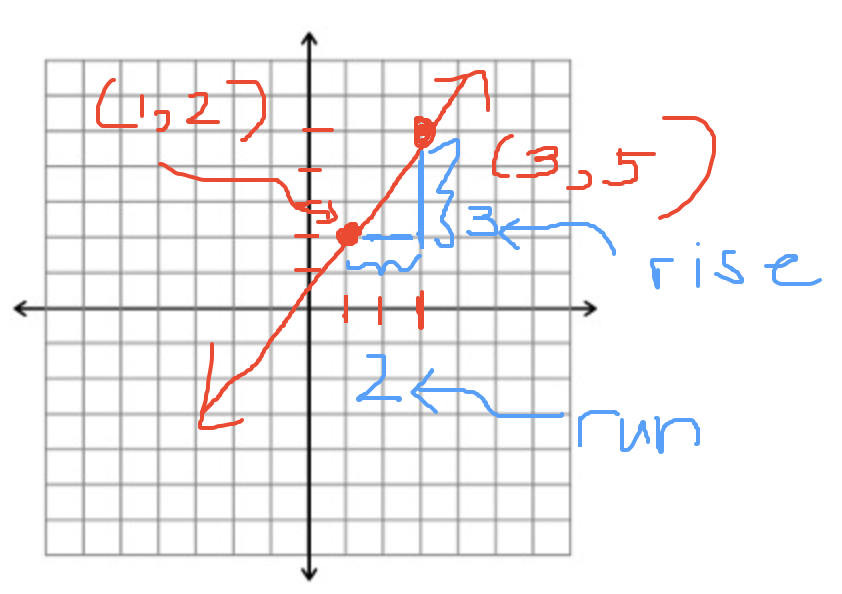 (1, 2)
(3, 5)
3
rise
2
run